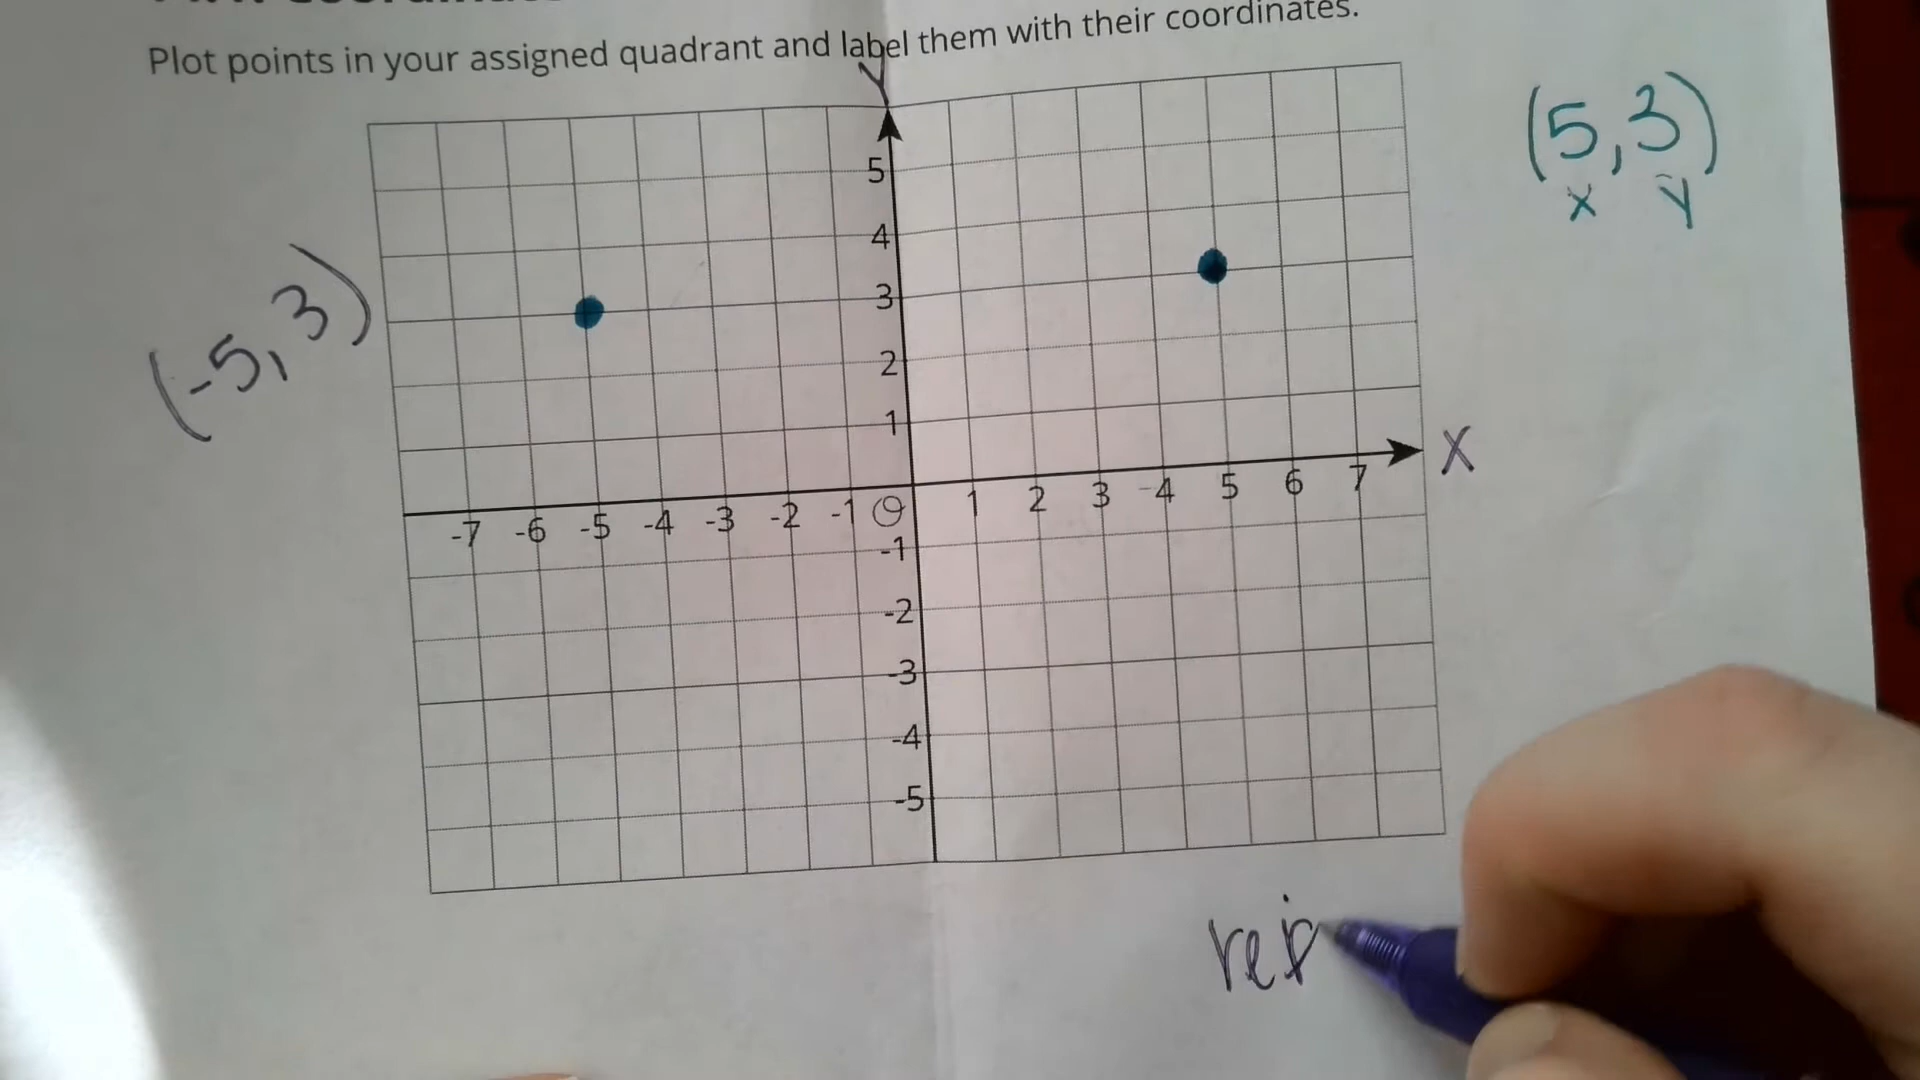 Plot points in your assigned quadrant and label them with their coordinates.
Y
(5,3)
x y
5
4
(-5,3)
3
2
1
X
-7 -6 -5 -4 -3 -2 -1 O 1 2 3 4 5 6 7
-1
-2
-3
-4
-5